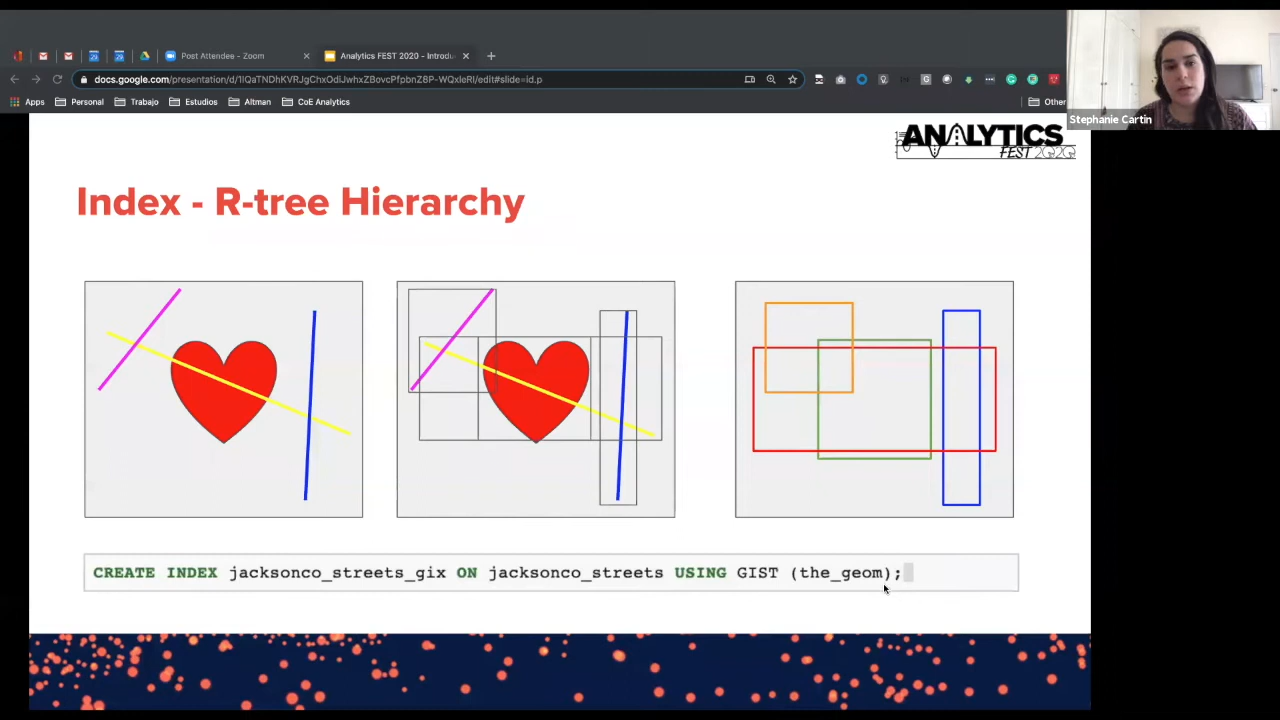 Post Attendee - Zoom
Analytics FEST 2020 - Introdu
docs.google.com/presentation/d/1IQaTNDhKVRJgChxOdiJwhxZBovcPfpbnZ8P-WQxleRI/edit#slide=id.p
Apps Personal Trabajo Estudios Altman CoE Analytics Other
Stephanie Cartin
ANALYTICS
FEST 2020
Index - R-tree Hierarchy
CREATE INDEX jacksonco_streets_gix ON jacksonco_streets USING GIST (the_geom);